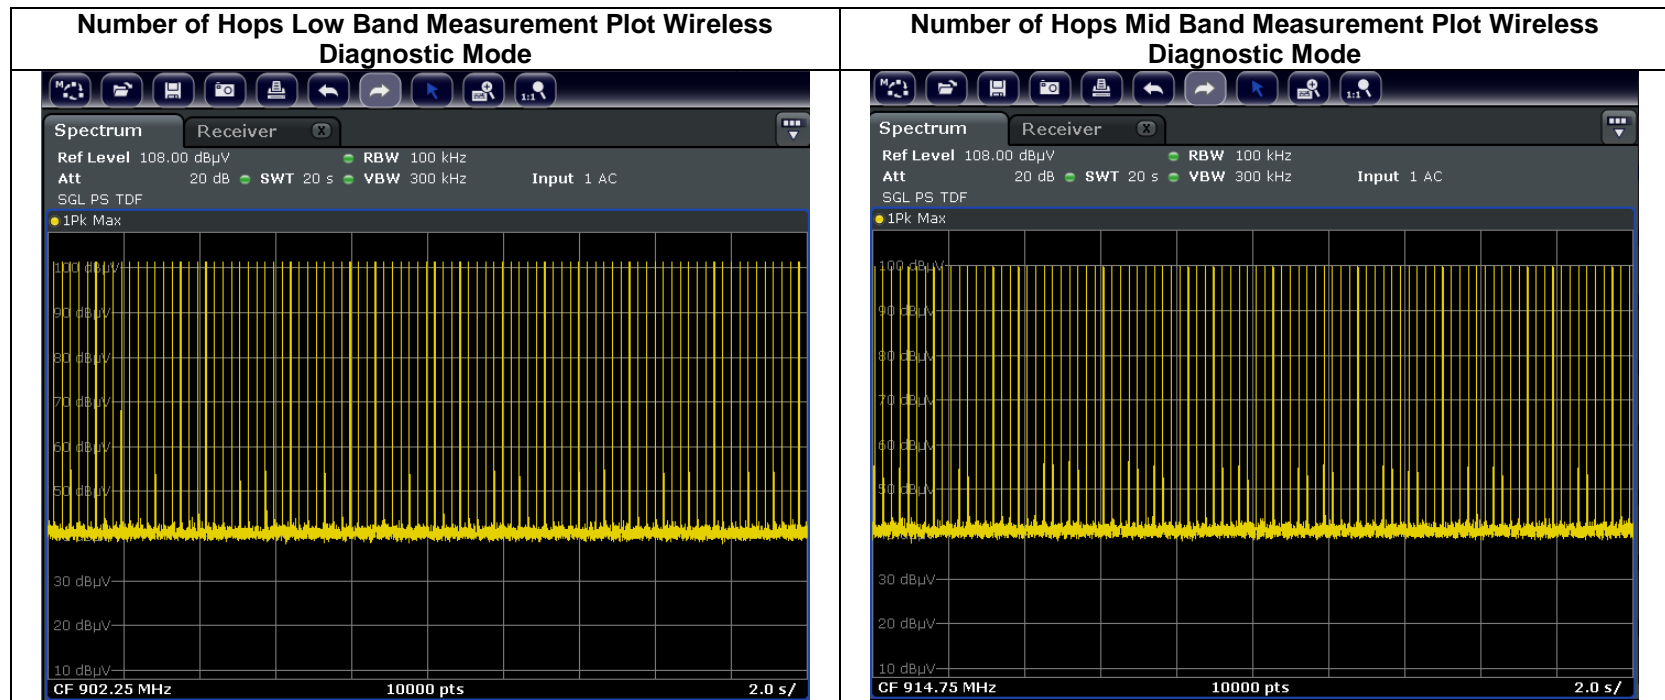 Number of Hops Low Band Measurement Plot Wireless
Diagnostic Mode
Spectrum
Receiver
Ref Level 108.00 dBµV
RBW 100 kHz
Att 20 dB SWT 20 s VBW 300 kHz Input 1 AC
SGL PS TDF
1Pk Max
100 dBµV
90 dBµV
80 dBµV
70 dBµV
60 dBµV
50 dBµV
30 dBµV
20 dBµV
10 dBµV
CF 902.25 MHz 10000 pts 2.0 s/
Number of Hops Mid Band Measurement Plot Wireless
Diagnostic Mode
Spectrum
Receiver
Ref Level 108.00 dBµV
RBW 100 kHz
Att 20 dB SWT 20 s VBW 300 kHz Input 1 AC
SGL PS TDF
1Pk Max
100 dBµV
90 dBµV
80 dBµV
70 dBµV
60 dBµV
50 dBµV
30 dBµV
20 dBµV
10 dBµV
CF 914.75 MHz 10000 pts 2.0 s/